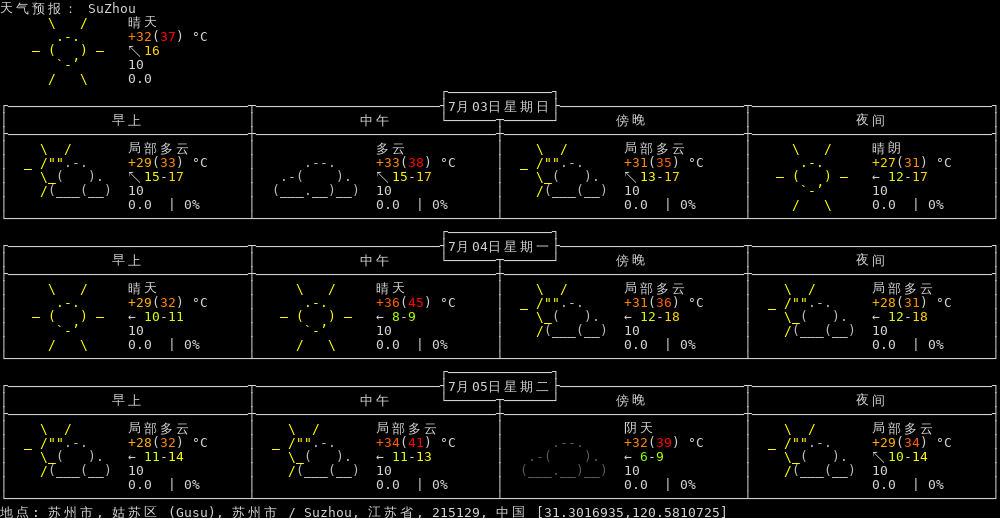 天气预报： SuZhou
晴天
+32(37) °C
↖ 16
10
0.0
7月03日星期日
早上 中午 傍晚 夜间
局部多云 多云 局部多云 晴朗
+29(33) °C +33(38) °C +31(35) °C +27(31) °C
↖ 15-17 ↖ 15-17 ↖ 13-17 ← 12-17
10 10 10 10
0.0 | 0% 0.0 | 0% 0.0 | 0% 0.0 | 0%
7月04日星期一
早上 中午 傍晚 夜间
晴天 晴天 局部多云 局部多云
+29(32) °C +36(45) °C +31(36) °C +28(31) °C
← 10-11 ← 8-9 ← 12-18 ← 12-18
10 10 10 10
0.0 | 0% 0.0 | 0% 0.0 | 0% 0.0 | 0%
7月05日星期二
早上 中午 傍晚 夜间
局部多云 局部多云 阴天 局部多云
+28(32) °C +34(41) °C +32(39) °C +29(34) °C
← 11-14 ← 11-13 ← 6-9 ↖ 10-14
10 10 10 10
0.0 | 0% 0.0 | 0% 0.0 | 0% 0.0 | 0%
地点: 苏州市, 姑苏区 (Gusu), 苏州市 / Suzhou, 江苏省, 215129, 中国 [31.3016935,120.5810725]